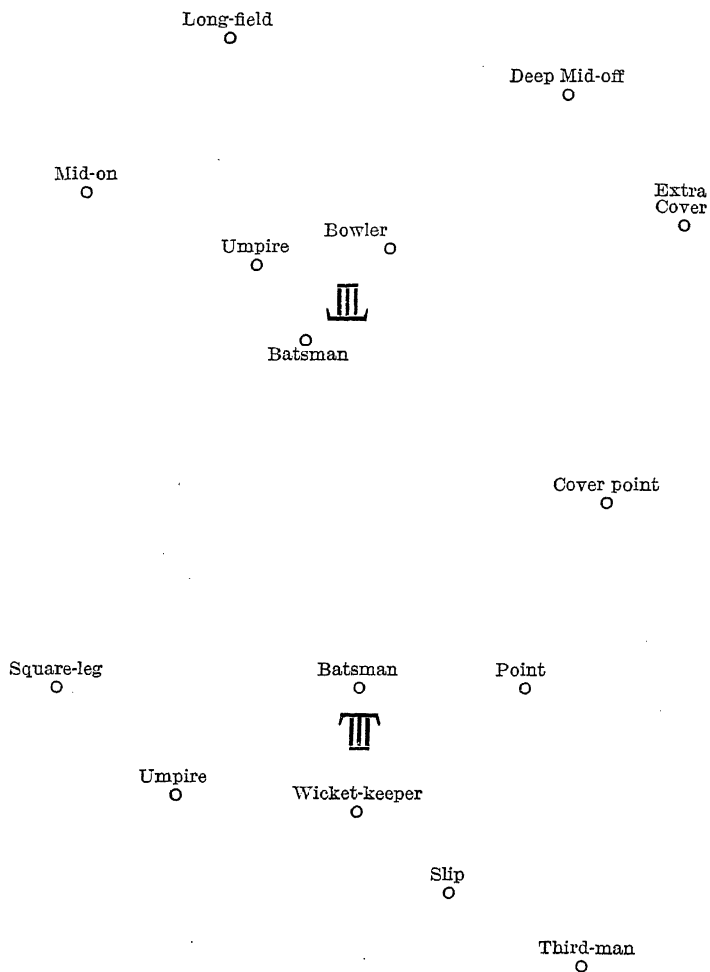 Long-field
Deep Mid-off
Mid-on
Extra
Cover
Bowler
Umpire
Batsman
Cover point
Square-leg
Batsman
Point
Umpire
Wicket-keeper
Slip
Third-man